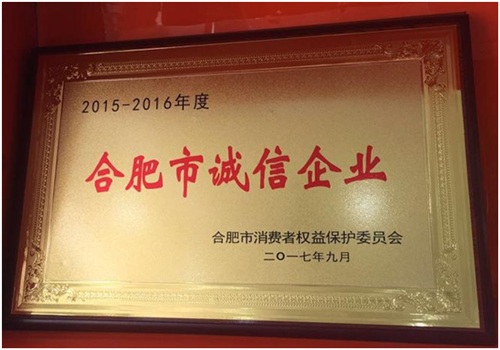 2015-2016年度
合肥市诚信企业
合肥市消费者权益保护委员会
二〇一七年九月